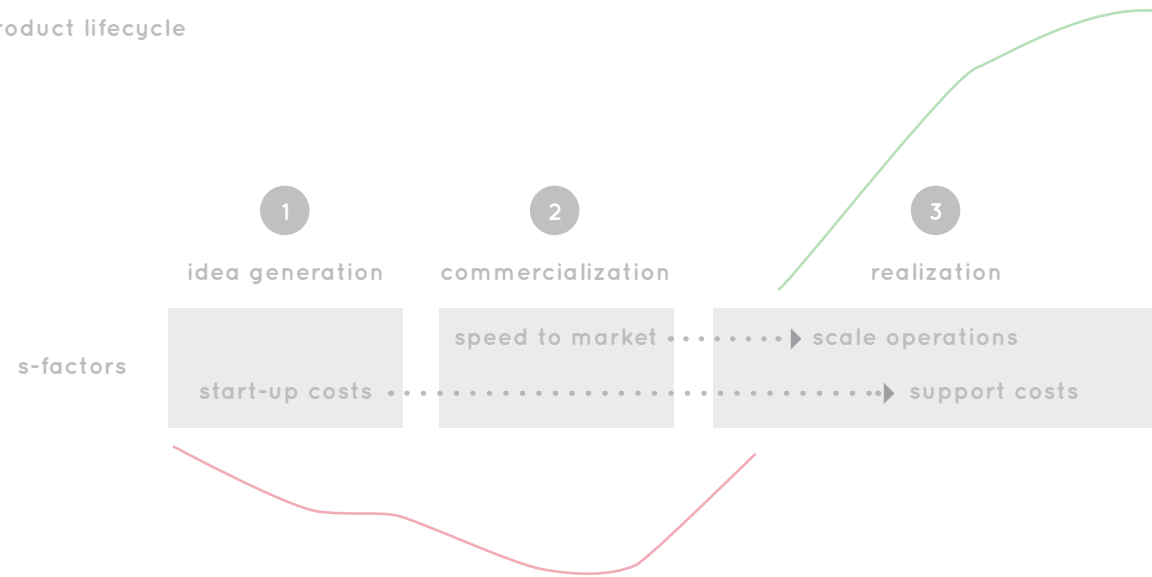 roduct lifecycle
1
2
3
idea generation
commercialization
realization
speed to market
scale operations
s-factors
start-up costs
support costs